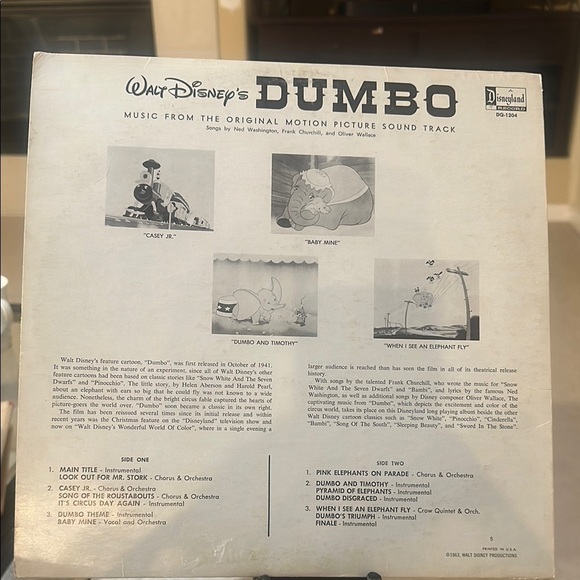 Walt Disney's DUMBO
Disneyland
RECORDS
DQ-1204
MUSIC FROM THE ORIGINAL MOTION PICTURE SOUND TRACK
Songs by Ned Washington, Frank Churchill, and Oliver Wallace
"CASEY JR."
"BABY MINE"
"DUMBO AND TIMOTHY"
"WHEN I SEE AN ELEPHANT FLY"
Walt Disney's feature cartoon, "Dumbo", was first released in October of 1941.
It was something in the nature of an experiment, since all of Walt Disney's other
feature cartoons had been based on classic stories like "Snow White And The Seven
Dwarfs" and "Pinocchio". The little story, by Helen Aberson and Harold Pearl,
about an elephant with ears so big that he could fly was not known to a wide
audience. Nonetheless, the charm of the bright circus fable captured the hearts of
picture-goers the world over. "Dumbo" soon became a classic in its own right.
The film has been reissued several times since its initial release and within
recent years was the Christmas feature on the "Disneyland" television show and
now on "Walt Disney's Wonderful World Of Color", where in a single evening a
larger audience is reached than has seen the film in all of its theatrical release
history.
With songs by the talented Frank Churchill, who wrote the music for "Snow
White And The Seven Dwarfs" and "Bambi", and lyrics by the famous Ned
Washington, as well as additional songs by Disney composer Oliver Wallace, The
captivating music from "Dumbo", which depicts the excitement and color of the
circus world, takes its place on this Disneyland long playing album beside the other
Walt Disney Classics such as "Snow White", "Pinocchio", "Cinderella",
"Bambi", "Song Of The South", "Sleeping Beauty", and "Sword In The Stone".
SIDE ONE
1. MAIN TITLE - Instrumental
LOOK OUT FOR MR. STORK - Chorus & Orchestra
2. CASEY JR. - Chorus & Orchestra
SONG OF THE ROUSTABOUTS - Chorus & Orchestra
IT'S CIRCUS DAY AGAIN - Instrumental
3. DUMBO THEME - Instrumental
BABY MINE - Vocal and Orchestra
SIDE TWO
1. PINK ELEPHANTS ON PARADE - Chorus & Orchestra
2. DUMBO AND TIMOTHY - Instrumental
PYRAMID OF ELEPHANTS - Instrumental
DUMBO DISGRACED - Instrumental
3. WHEN I SEE AN ELEPHANT FLY - Crow Quintet & Orch.
DUMBO'S TRIUMPH - Instrumental
FINALE - Instrumental
5
PRINTED IN U.S.A.
©1963, WALT DISNEY PRODUCTIONS